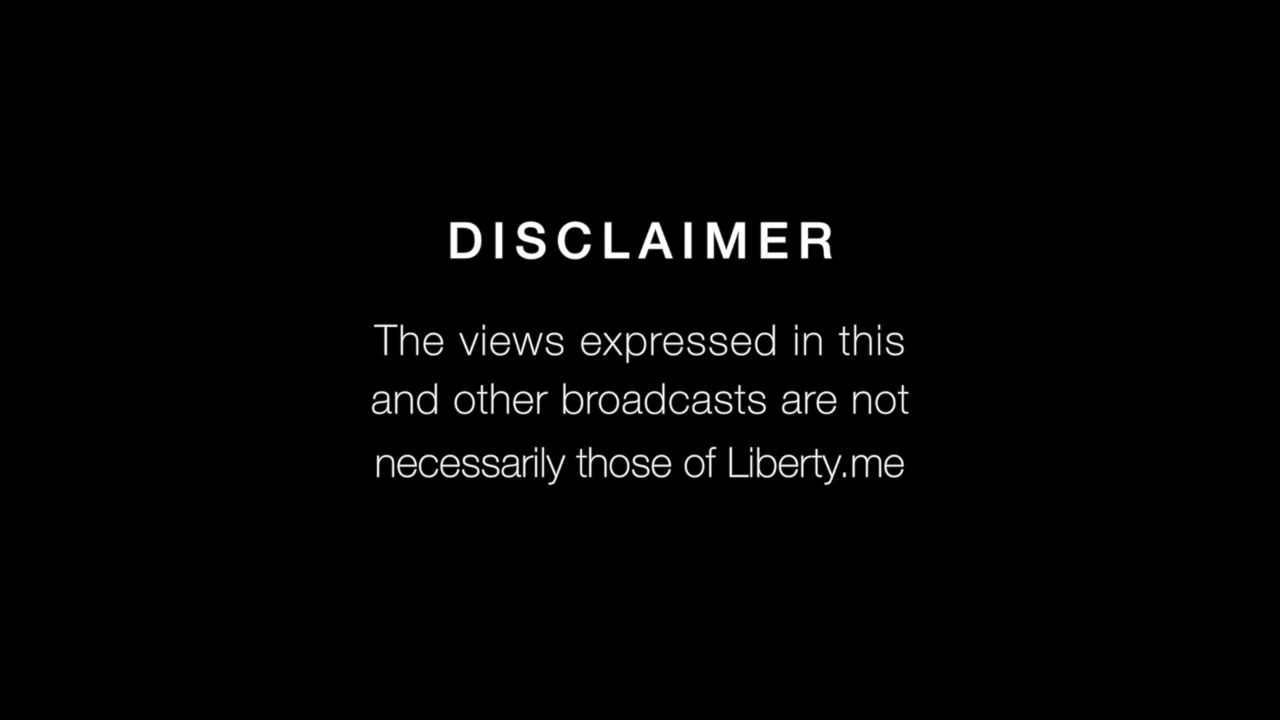 DISCLAIMER
The views expressed in this
and other broadcasts are not
necessarily those of Liberty.me